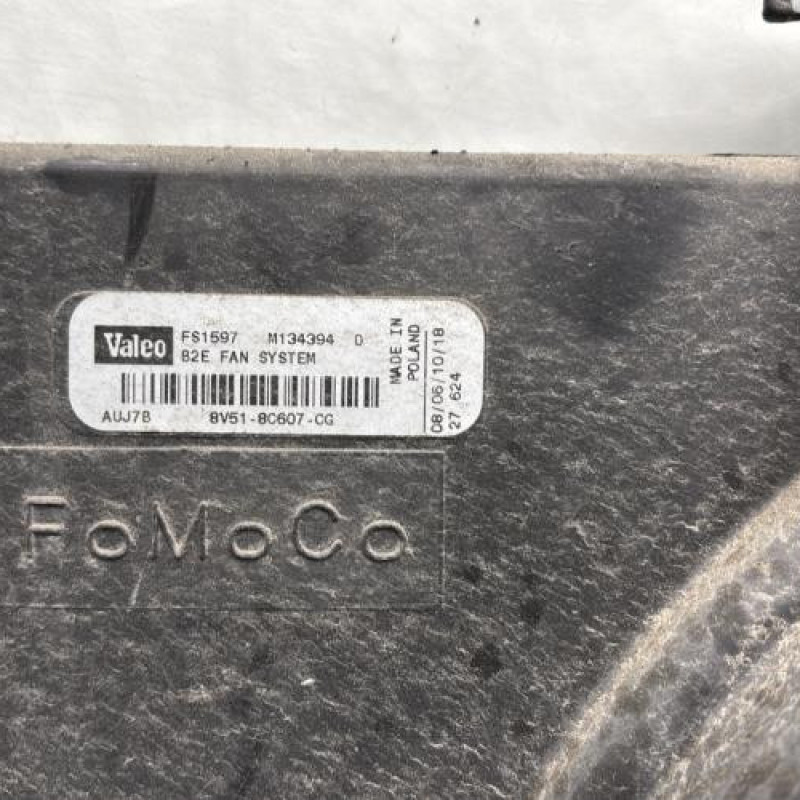 Valeo
FS1597 M134394 D
B2E FAN SYSTEM
AUJ7B 8V51-8C607-CG
MADE IN
POLAND
08/06/10/18
27 624
FoMoCo